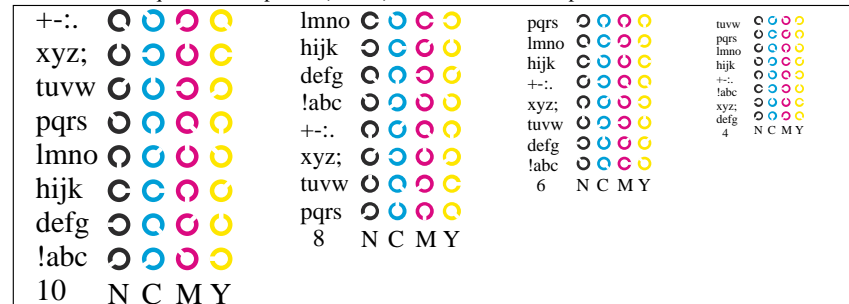 +-:.
xyz;
tuvw
pqrs
lmno
hijk
defg
!abc
10 N C M Y
lmno
hijk
defg
!abc
+-:.
xyz;
tuvw
pqrs
8 N C M Y
pqrs
lmno
hijk
+-:.
xyz;
tuvw
defg
!abc
6 N C M Y
tuvw
pqrs
lmno
hijk
+-:.
!abc
xyz;
defg
4 N C M Y